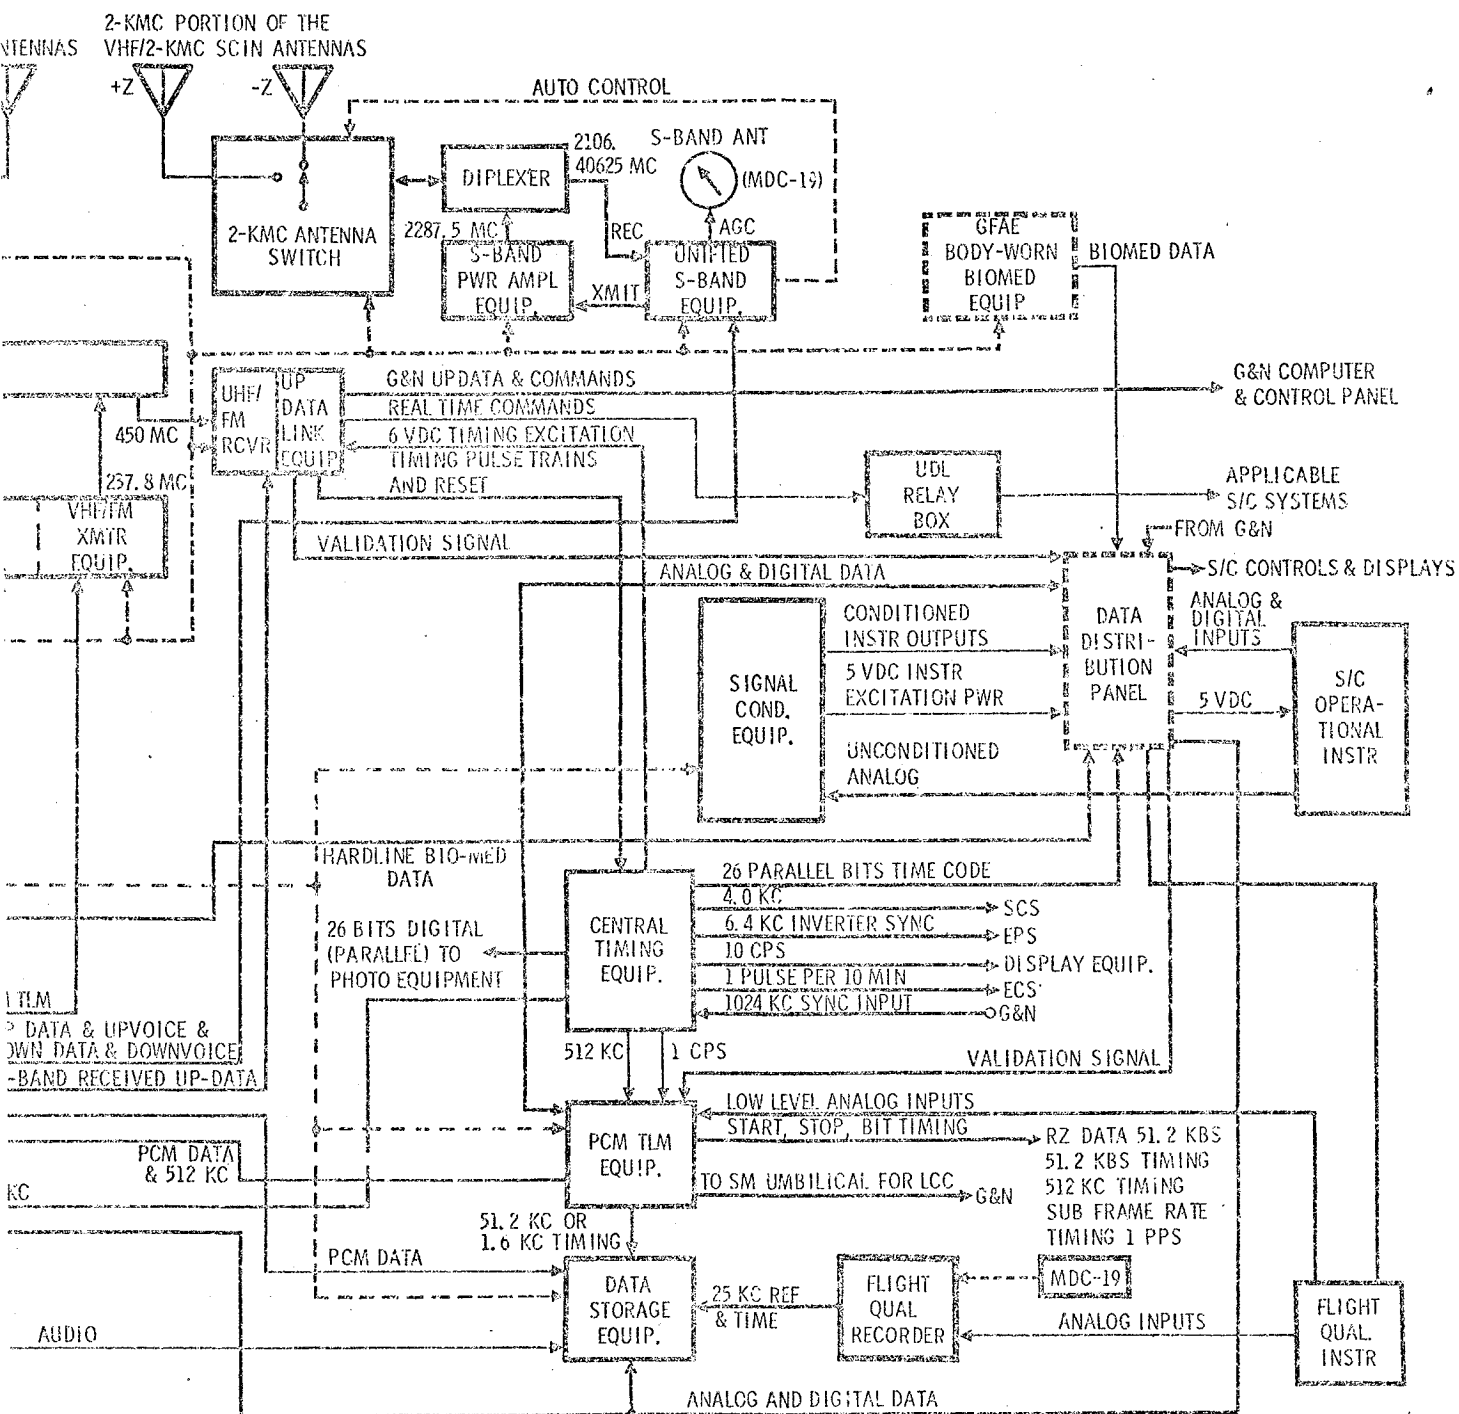 2-KMC PORTION OF THE
VHF/2-KMC SCIN ANTENNAS
+Z
-Z
AUTO CONTROL
2106.
40625 MC
S-BAND ANT
(MDC-19)
DIPLEXER
2-KMC ANTENNA
SWITCH
2287.5 MC
REC
AGC
S-BAND
PWR AMPL
EQUIP.
XMIT
UNIFIED
S-BAND
EQUIP.
GFAE
BODY-WORN
BIOMED
EQUIP
BIOMED DATA
G&N UPDATA & COMMANDS
G&N COMPUTER
& CONTROL PANEL
UHF/
FM
RCVR
UP
DATA
LINK
EQUIP
REAL TIME COMMANDS
6 VDC TIMING EXCITATION
TIMING PULSE TRAINS
AND RESET
450 MC
237.8 MC
VHF/FM
XMTR
EQUIP.
UDL
RELAY
BOX
APPLICABLE
S/C SYSTEMS
FROM G&N
VALIDATION SIGNAL
S/C CONTROLS & DISPLAYS
ANALOG & DIGITAL DATA
ANALOG &
DIGITAL
INPUTS
CONDITIONED
INSTR OUTPUTS
DATA
DISTRI-
BUTION
PANEL
SIGNAL
COND.
EQUIP.
5 VDC INSTR
EXCITATION PWR
5 VDC
S/C
OPERA-
TIONAL
INSTR
UNCONDITIONED
ANALOG
HARDLINE BIO-MED
DATA
26 PARALLEL BITS TIME CODE
4.0 KC
SCS
6.4 KC INVERTER SYNC
EPS
10 CPS
DISPLAY EQUIP.
1 PULSE PER 10 MIN
ECS
1024 KC SYNC INPUT
G&N
CENTRAL
TIMING
EQUIP.
26 BITS DIGITAL
(PARALLEL) TO
PHOTO EQUIPMENT
TLM
DATA & UPVOICE &
DATA & DOWNVOICE
-BAND RECEIVED UP-DATA
512 KC
1 CPS
VALIDATION SIGNAL
LOW LEVEL ANALOG INPUTS
START, STOP, BIT TIMING
RZ DATA 51.2 KBS
51.2 KBS TIMING
512 KC TIMING
SUB FRAME RATE
TIMING 1 PPS
PCM TLM
EQUIP.
PCM DATA
& 512 KC
KC
TO SM UMBILICAL FOR LCC
G&N
51.2 KC OR
1.6 KC TIMING
PCM DATA
DATA
STORAGE
EQUIP.
25 KC REF
& TIME
FLIGHT
QUAL
RECORDER
MDC-19
ANALOG INPUTS
FLIGHT
QUAL.
INSTR
AUDIO
ANALOG AND DIGITAL DATA